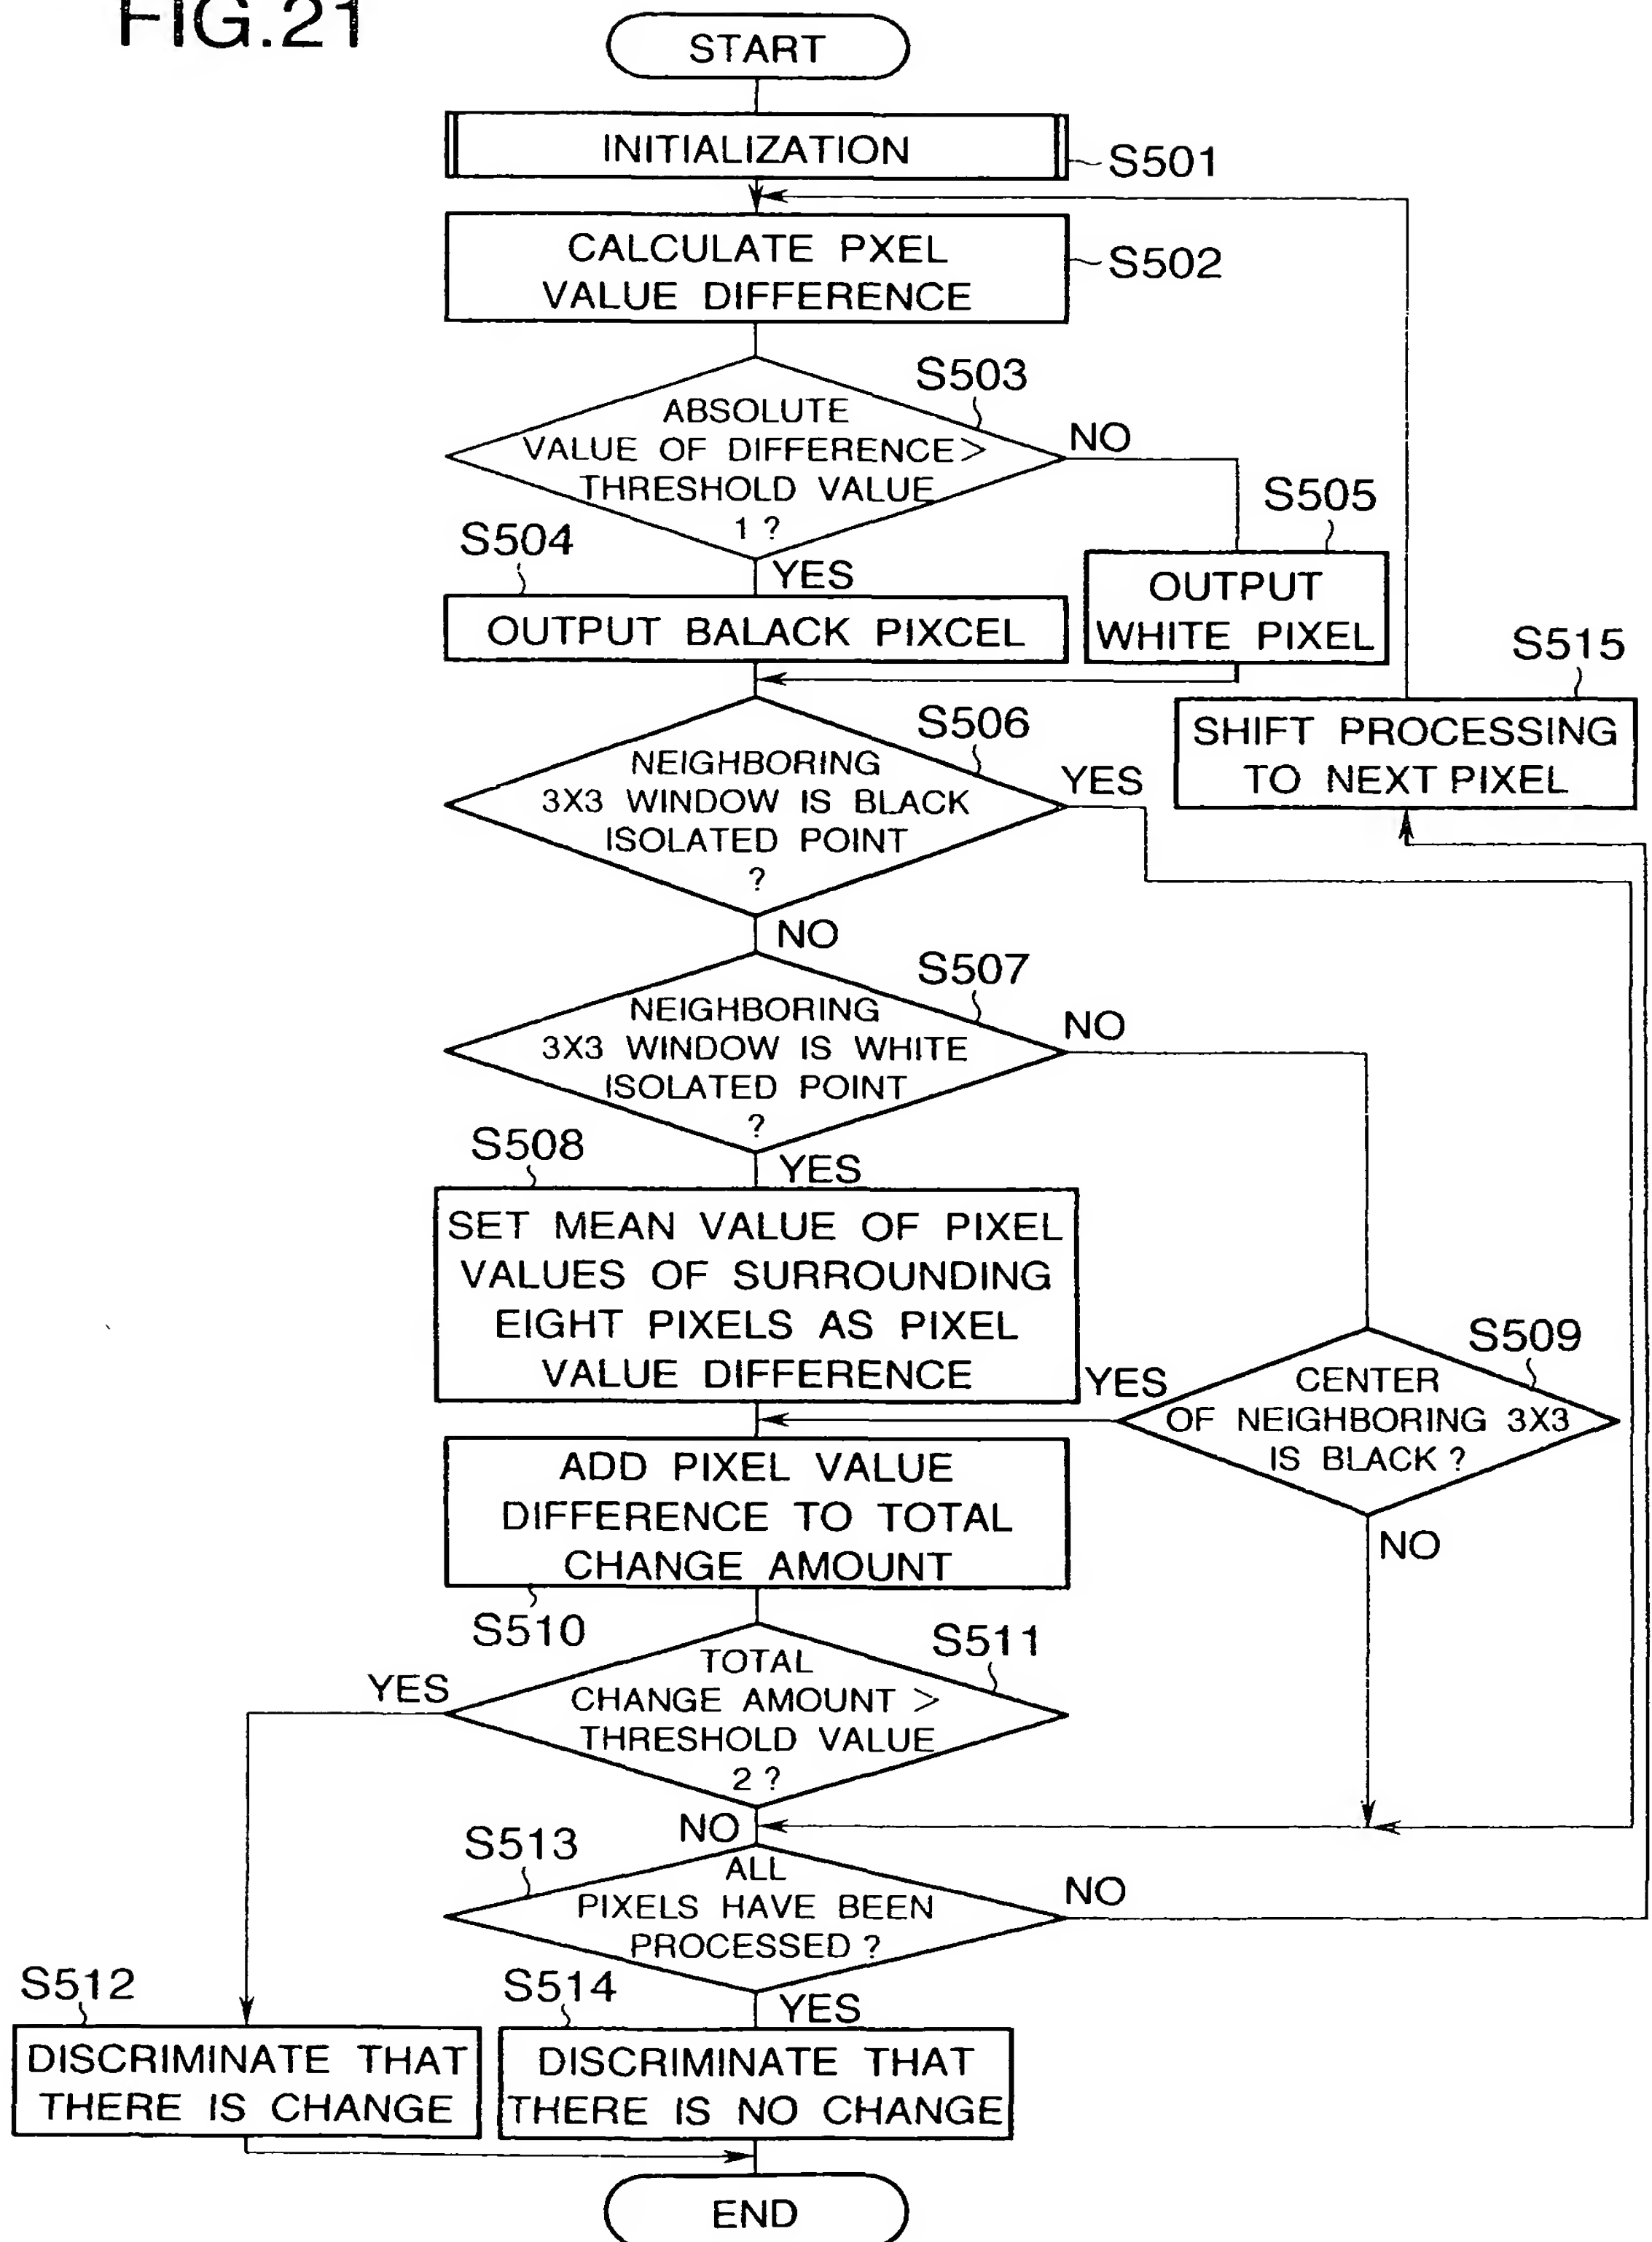 FIG.21
START
INITIALIZATION
S501
CALCULATE PXEL
VALUE DIFFERENCE
S502
S503
ABSOLUTE
VALUE OF DIFFERENCE>
THRESHOLD VALUE
1 ?
NO
YES
S504
OUTPUT BALACK PIXCEL
S505
OUTPUT
WHITE PIXEL
S515
SHIFT PROCESSING
TO NEXT PIXEL
S506
NEIGHBORING
3X3 WINDOW IS BLACK
ISOLATED POINT
?
YES
NO
S507
NEIGHBORING
3X3 WINDOW IS WHITE
ISOLATED POINT
?
NO
YES
S508
SET MEAN VALUE OF PIXEL
VALUES OF SURROUNDING
EIGHT PIXELS AS PIXEL
VALUE DIFFERENCE
S509
YES
CENTER
OF NEIGHBORING 3X3
IS BLACK ?
NO
ADD PIXEL VALUE
DIFFERENCE TO TOTAL
CHANGE AMOUNT
S510
S511
TOTAL
CHANGE AMOUNT >
THRESHOLD VALUE
2 ?
YES
NO
S513
ALL
PIXELS HAVE BEEN
PROCESSED ?
NO
YES
S512
DISCRIMINATE THAT
THERE IS CHANGE
S514
DISCRIMINATE THAT
THERE IS NO CHANGE
END